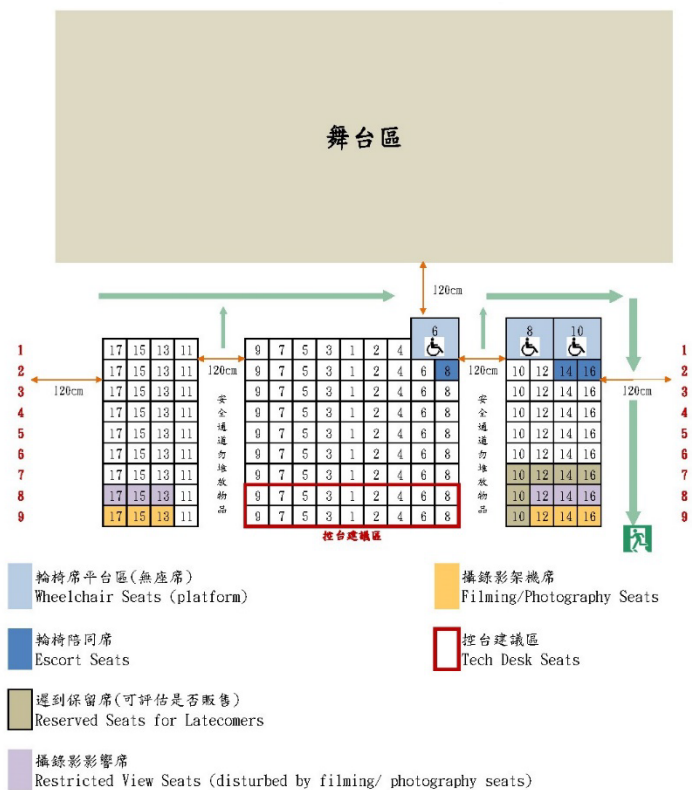 舞台區
120cm
6
8 10
1 17 15 13 11 9 7 5 3 1 2 4 1
2 17 15 13 11 120cm 9 7 5 3 1 2 4 6 8 120cm 10 12 14 16 2
3 120cm 17 15 13 11 9 7 5 3 1 2 4 6 8 10 12 14 16 120cm 3
4 17 15 13 11 9 7 5 3 1 2 4 6 8 10 12 14 16 4
5 17 15 13 11 9 7 5 3 1 2 4 6 8 10 12 14 16 5
6 17 15 13 11 9 7 5 3 1 2 4 6 8 10 12 14 16 6
7 17 15 13 11 9 7 5 3 1 2 4 6 8 10 12 14 16 7
8 17 15 13 11 9 7 5 3 1 2 4 6 8 10 12 14 16 8
9 17 15 13 11 9 7 5 3 1 2 4 6 8 10 12 14 16 9
安全通道勿堆放物品
安全通道勿堆放物品
控台建議區
輪椅席平台區(無座席)
Wheelchair Seats (platform)
輪椅陪同席
Escort Seats
遲到保留席(可評估是否販售)
Reserved Seats for Latecomers
攝錄影影響席
Restricted View Seats (disturbed by filming/ photography seats)
攝錄影架機席
Filming/Photography Seats
控台建議區
Tech Desk Seats